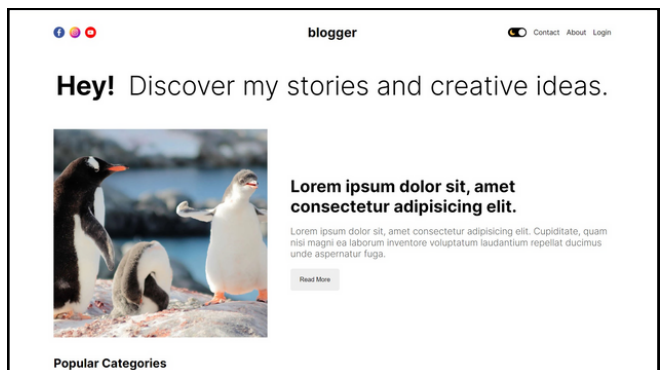 blogger
Contact About Login
Hey! Discover my stories and creative ideas.
Lorem ipsum dolor sit, amet
consectetur adipisicing elit.
Lorem ipsum dolor sit, amet consectetur adipisicing elit. Cupiditate, quam
nisi magni ea laborum inventore voluptatum laudantium repellat ducimus
unde aspernatur fuga.
Read More
Popular Categories